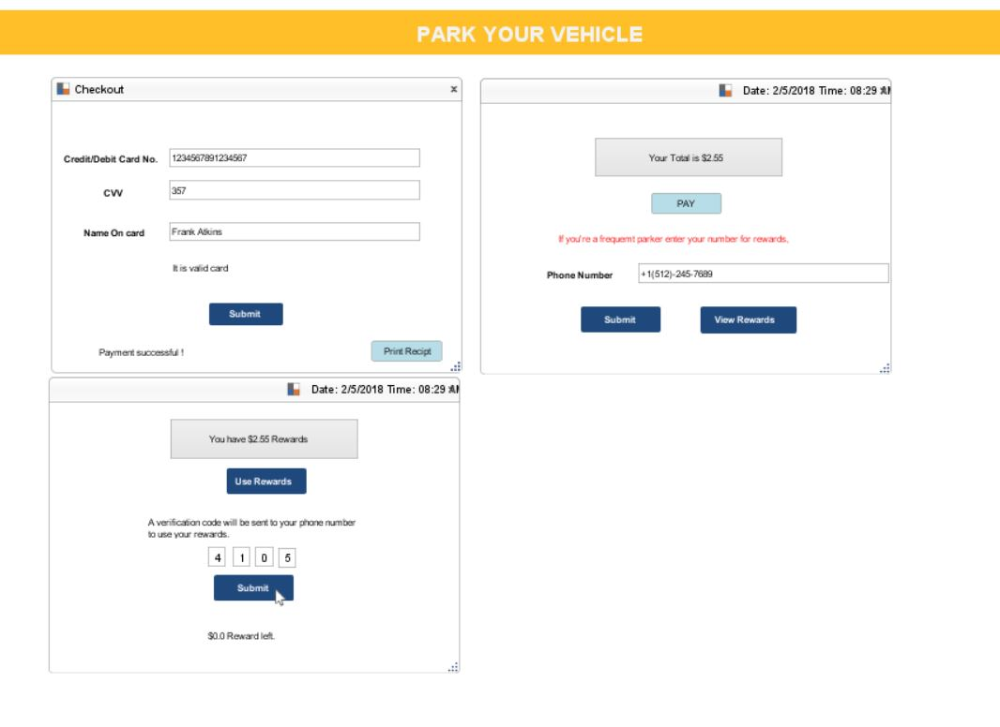 PARK YOUR VEHICLE
Checkout
x
Credit/Debit Card No. 1234567891234567
CVV 357
Name On card Frank Atkins
It is valid card
Submit
Payment successful !
Print Recipt
Date: 2/5/2018 Time: 08:29
Your Total is $2.55
PAY
If you're a frequemt parker enter your number for rewards,
Phone Number +1(512)-245-7689
Submit View Rewards
Date: 2/5/2018 Time: 08:29
You have $2.55 Rewards
Use Rewards
A verification code will be sent to your phone number
to use your rewards.
4 1 0 5
Submit
$0.0 Reward left.